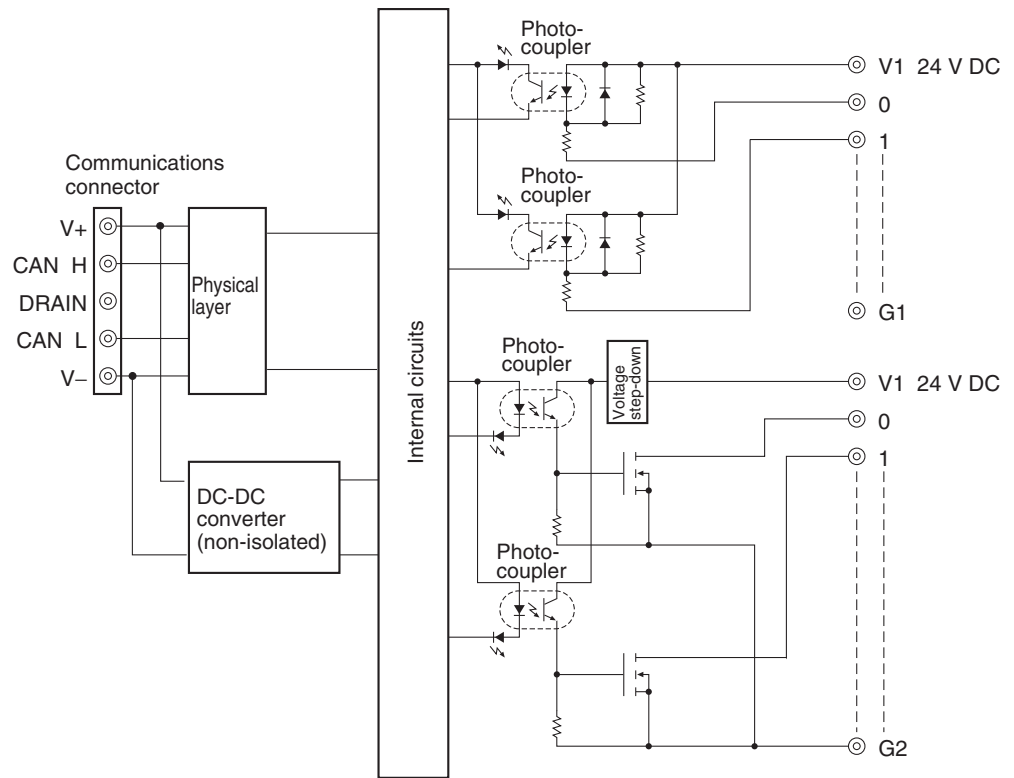 Communications
connector
V+
CAN H
DRAIN
CAN L
V–
Physical
layer
DC-DC
converter
(non-isolated)
Internal circuits
Photo-
coupler
V1 24 V DC
0
1
Photo-
coupler
G1
Photo-
coupler
Voltage
step-down
V1 24 V DC
0
1
Photo-
coupler
G2